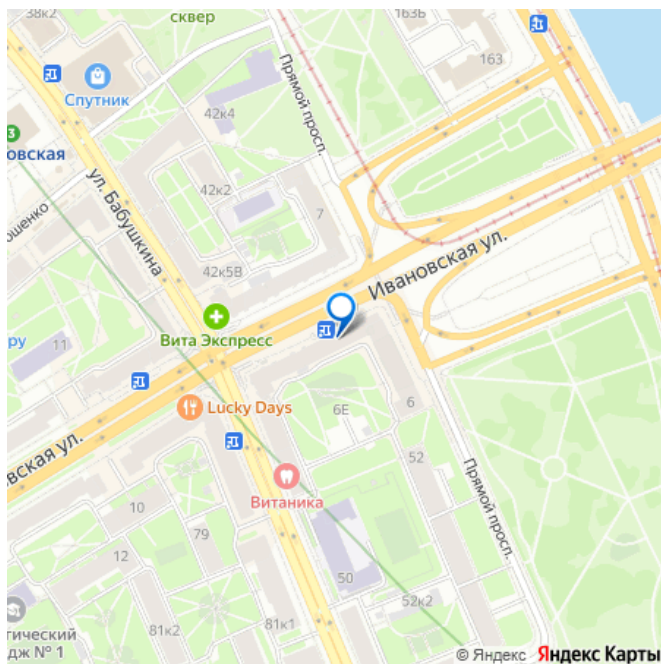 38к2
сквер
163Б
163
Спутник
42к4
Прямой просп.
3
овская
ул. Бабушкина
42к2
7
ошенко
42к5В
Ивановская ул.
Вита Экспресс
ру
11
Lucky Days
6Е
6
вская ул.
52
Прямой просп.
Витаника
10
79
12
50
52к2
гический
дж № 1
81к2
81к1
© Яндекс Яндекс Карты